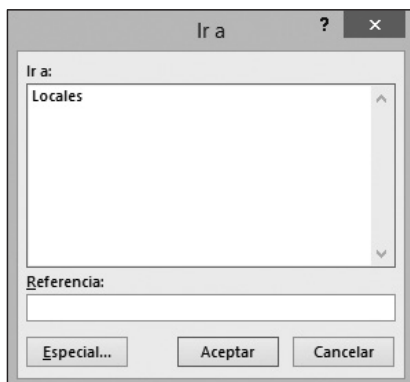 Ir a
?
×
Ir a:
Locales
Referencia:
Especial...
Aceptar
Cancelar